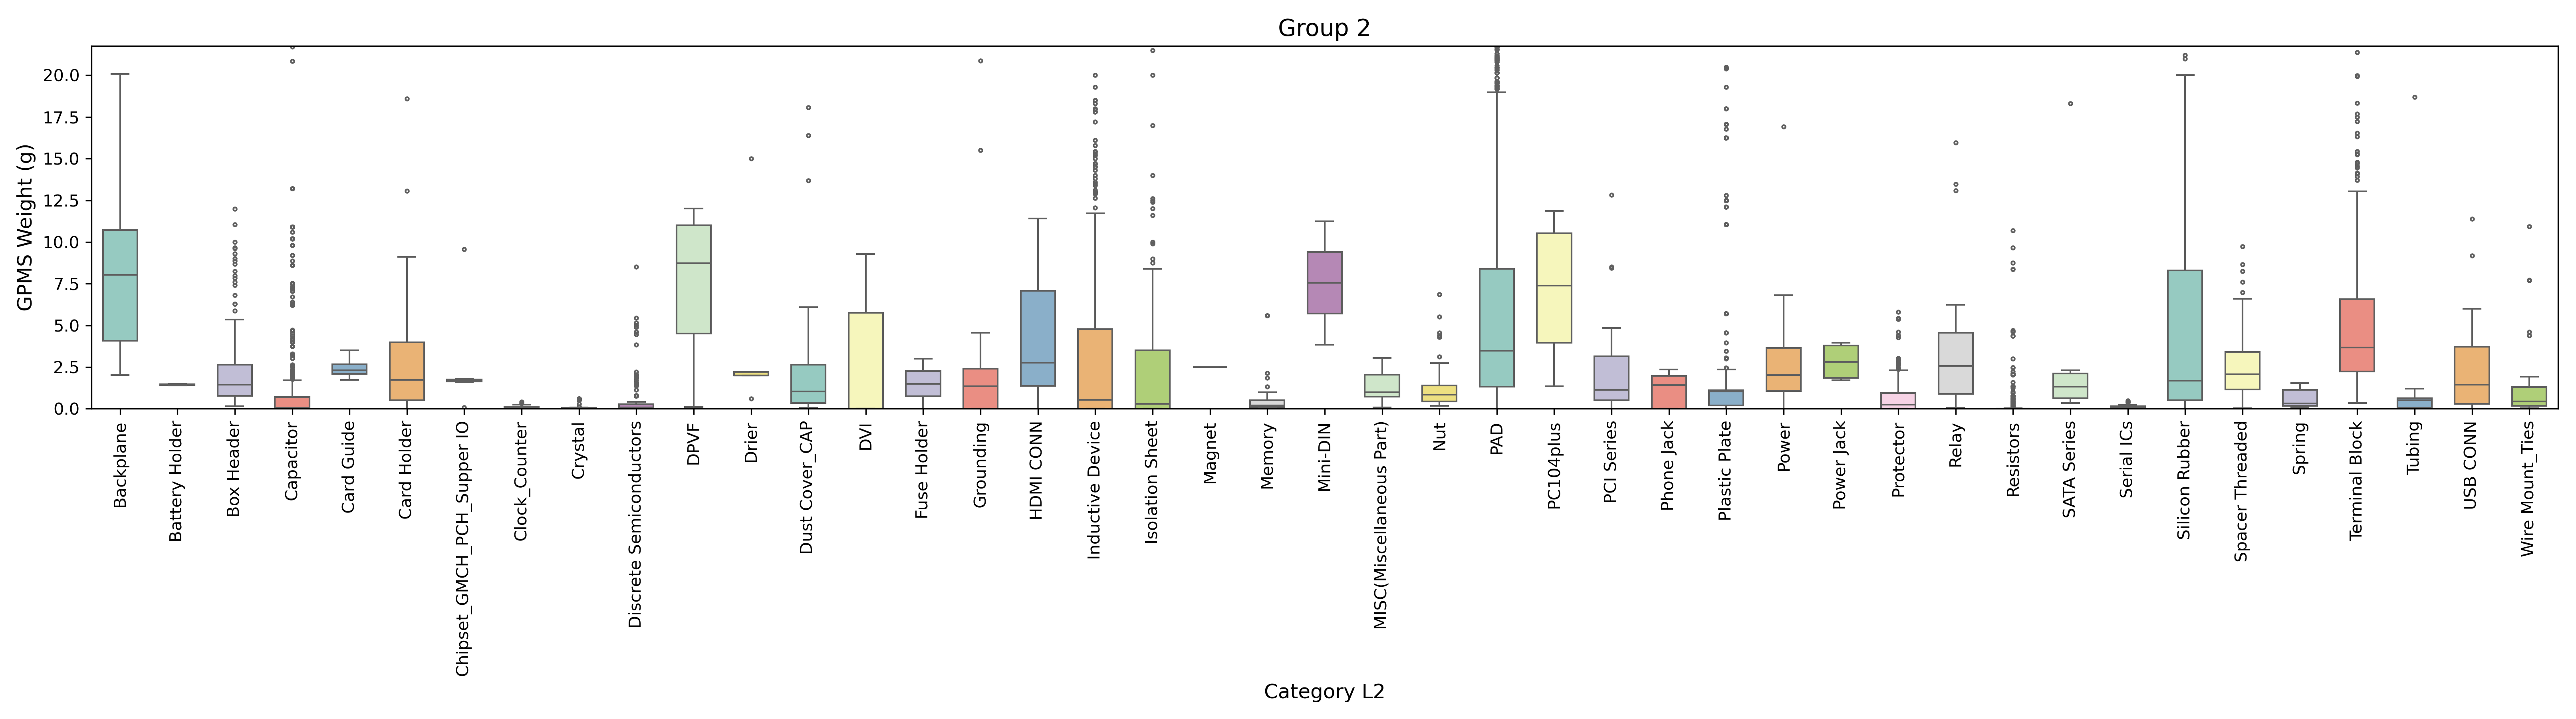 Group 2
GPMS Weight (g)
20.0
17.5
15.0
12.5
10.0
7.5
5.0
2.5
0.0
Backplane
Battery Holder
Box Header
Capacitor
Card Guide
Card Holder
Chipset_GMCH_PCH_Supper IO
Clock_Counter
Crystal
Discrete Semiconductors
DPVF
Drier
Dust Cover_CAP
DVI
Fuse Holder
Grounding
HDMI CONN
Inductive Device
Isolation Sheet
Magnet
Memory
Mini-DIN
MISC(Miscellaneous Part)
Nut
PAD
PC104plus
PCI Series
Phone Jack
Plastic Plate
Power
Power Jack
Protector
Relay
Resistors
SATA Series
Serial ICs
Silicon Rubber
Spacer Threaded
Spring
Terminal Block
Tubing
USB CONN
Wire Mount_Ties
Category L2